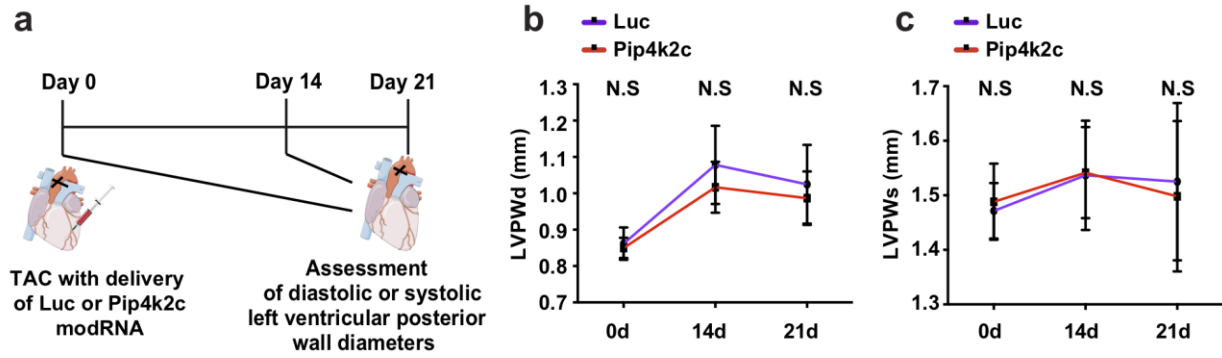 a
Day 0
Day 14
Day 21
TAC with delivery
of Luc or Pip4k2c
modRNA
Assessment
of diastolic or systolic
left ventricular posterior
wall diameters
b
Luc
Pip4k2c
LVPWd (mm)
1.3
1.2
1.1
1.0
0.9
0.8
0.7
N.S
N.S
N.S
0d
14d
21d
c
Luc
Pip4k2c
LVPWs (mm)
1.7
1.6
1.5
1.4
1.3
N.S
N.S
N.S
0d
14d
21d